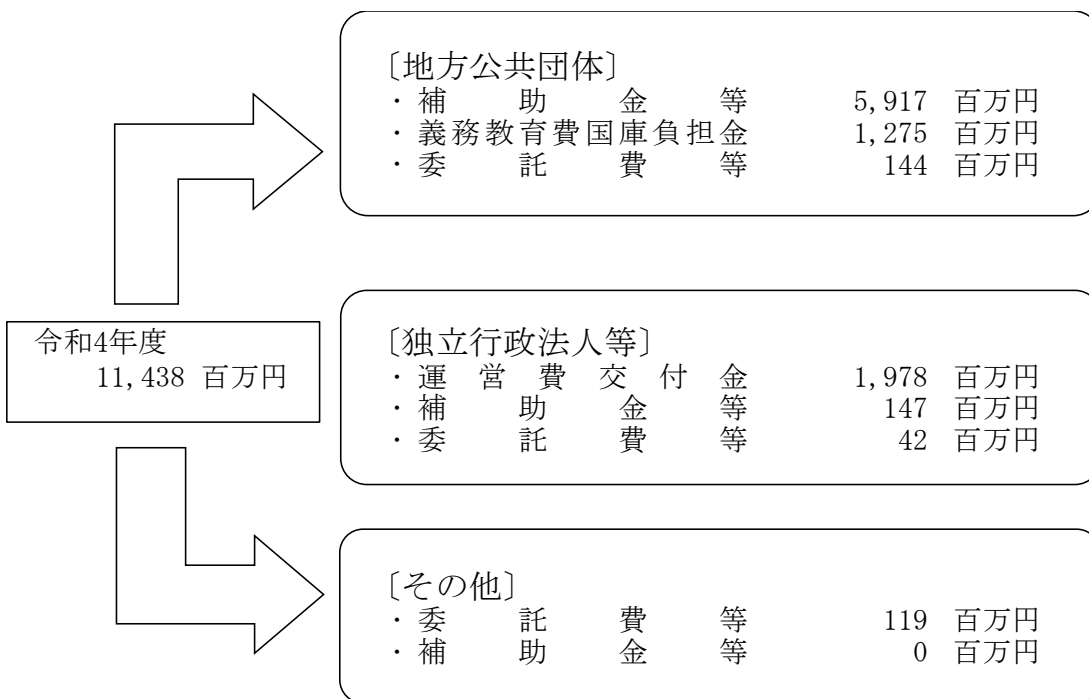 〔地方公共団体〕
・補助金等 5,917 百万円
・義務教育費国庫負担金 1,275 百万円
・委託費等 144 百万円
令和4年度
11,438 百万円
〔独立行政法人等〕
・運営費交付金 1,978 百万円
・補助金等 147 百万円
・委託費等 42 百万円
〔その他〕
・委託費等 119 百万円
・補助金等 0 百万円